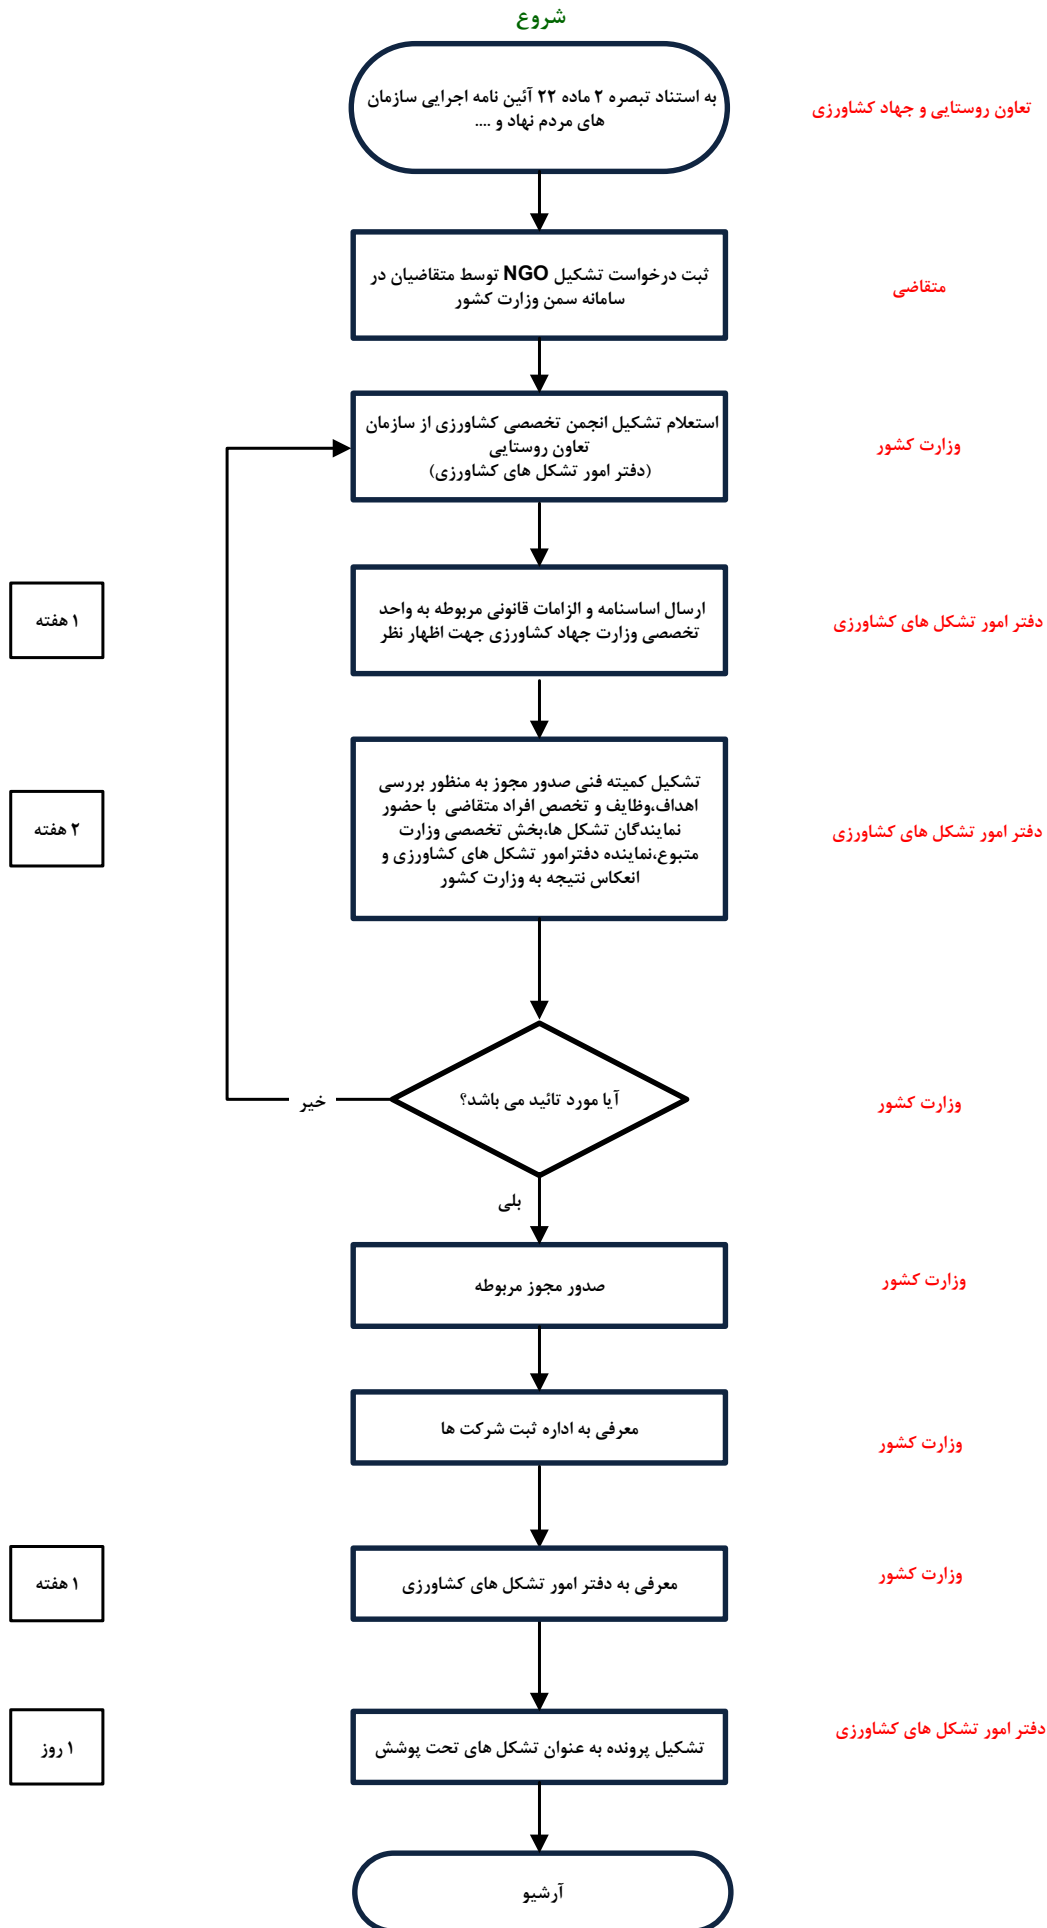 شروع
به استناد تبصره ۲ ماده ۲۲ آئین نامه اجرایی سازمان
های مردم نهاد و ....
تعاون روستایی و جهاد کشاورزی
ثبت درخواست تشکیل NGO توسط متقاضیان در
سامانه سمن وزارت کشور
متقاضی
استعلام تشکیل انجمن تخصصی کشاورزی از سازمان
تعاون روستایی
(دفتر امور تشکل های کشاورزی)
وزارت کشور
ارسال اساسنامه و الزامات قانونی مربوطه به واحد
تخصصی وزارت جهاد کشاورزی جهت اظهار نظر
دفتر امور تشکل های کشاورزی
۱ هفته
تشکیل کمیته فنی صدور مجوز به منظور بررسی
اهداف،وظایف و تخصص افراد متقاضی با حضور
نمایندگان تشکل ها،بخش تخصصی وزارت
متبوع،نماینده دفترامور تشکل های کشاورزی و
انعکاس نتیجه به وزارت کشور
دفتر امور تشکل های کشاورزی
۲ هفته
آیا مورد تائید می باشد؟
خیر
وزارت کشور
بلی
صدور مجوز مربوطه
وزارت کشور
معرفی به اداره ثبت شرکت ها
وزارت کشور
معرفی به دفتر امور تشکل های کشاورزی
وزارت کشور
۱ هفته
تشکیل پرونده به عنوان تشکل های تحت پوشش
دفتر امور تشکل های کشاورزی
۱ روز
آرشیو